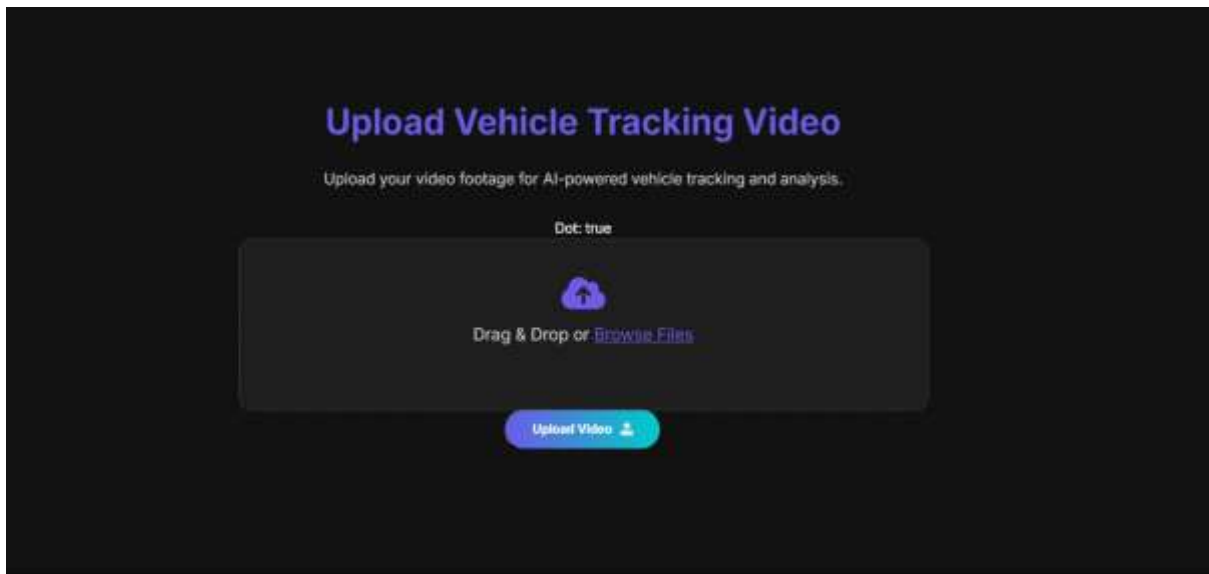 Upload Vehicle Tracking Video
Upload your video footage for AI-powered vehicle tracking and analysis.
Dot: true
Drag & Drop or Browse Files
Upload Video